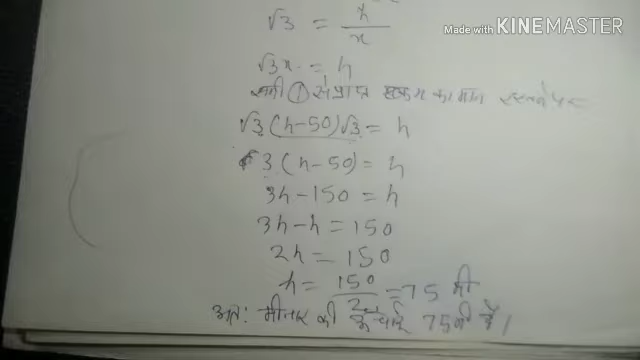 Made with KINEMASTER
√3 = h/x
√3x = h
समी ① से प्राप्त x का मान रखने पर
√3 (h-50)√3 = h
3 (h-50) = h
3h-150 = h
3h-h = 150
2h = 150
h = 150/2 = 75 मी
अतः मीनार की ऊँचाई 75 मी है।